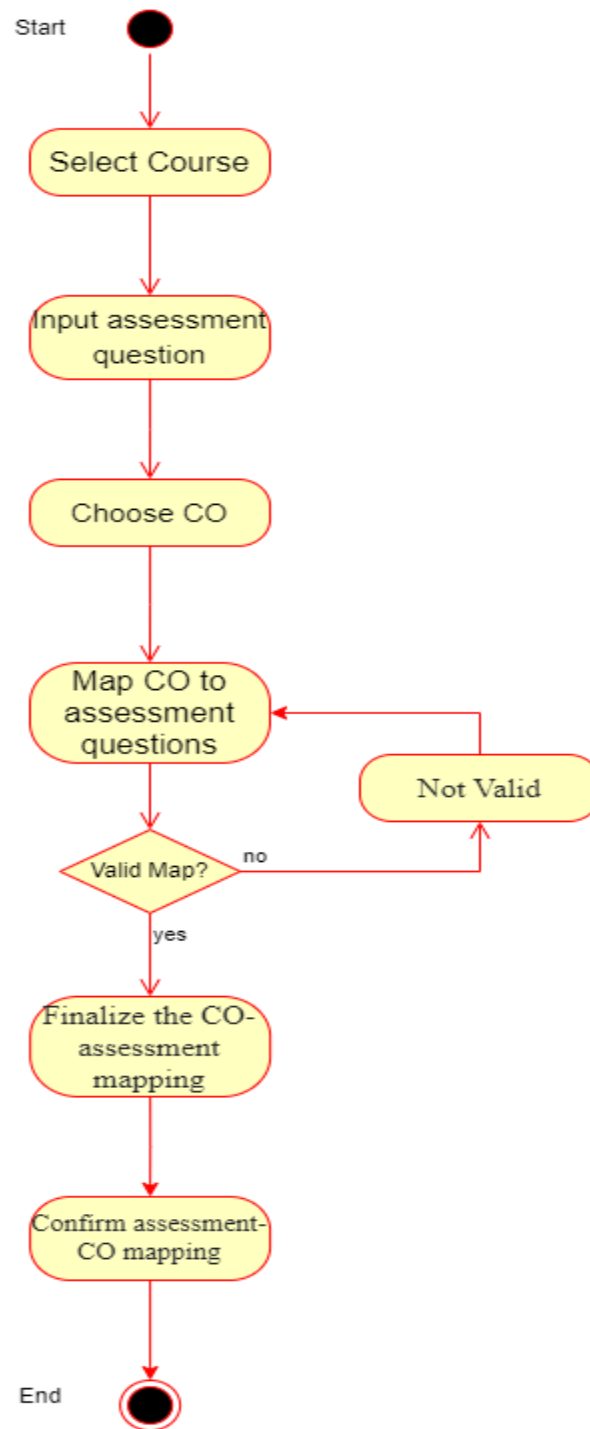 Start
Select Course
Input assessment
question
Choose CO
Map CO to
assessment
questions
Not Valid
Valid Map?
no
yes
Finalize the CO-
assessment
mapping
Confirm assessment-
CO mapping
End